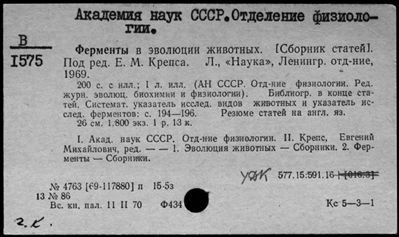 Академия наук СССР. Отделение физиоло-
гии.
В
I575
Ферменты в эволюции животных. [Сборник статей].
Под ред. Е. М. Крепса. Л., «Наука», Ленингр. отд-ние,
1969.
200 с. с илл.; 1 л. илл. (АН СССР. Отд-ние физиологии. Ред.
журн. эволюц. биохимии и физиологии). Библиогр. в конце ста-
тей. Системат. указатель исслед. видов животных и указатель ис-
след. ферментов: с. 194—196. Резюме статей на англ. яз.
26 см. 1.800 экз. 1 р. 13 к.
I. Акад. наук СССР. Отд-ние физиологии. II. Крепс, Евгений
Михайлович, ред. — — 1. Эволюция животных — Сборники. 2. Фер-
менты — Сборники.
УДК 577.15:591.16
№ 4763 [69-117880] п 15·5з
13 № 86
Вс. кн. пал. 11 II 70 Ф434 Кс 5—3—1
г. К.